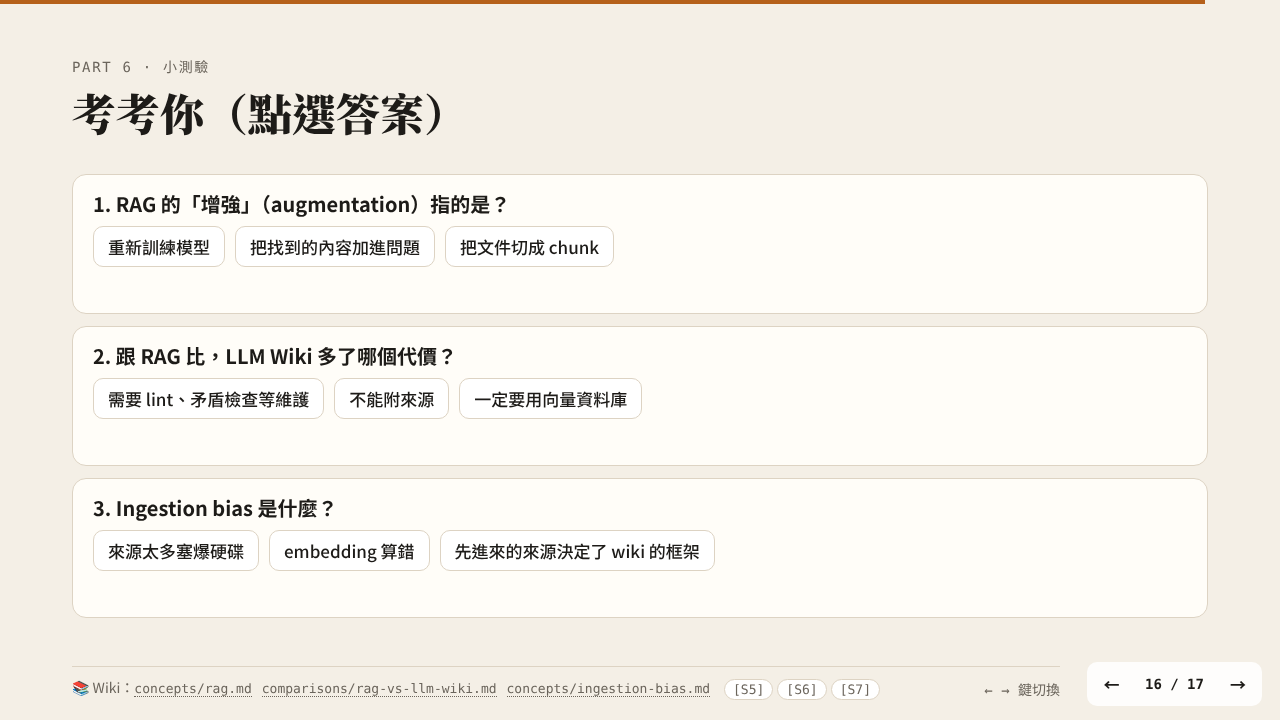 PART 6 · 小測驗
考考你（點選答案）
1. RAG 的「增強」（augmentation）指的是？
重新訓練模型 把找到的內容加進問題 把文件切成 chunk
2. 跟 RAG 比，LLM Wiki 多了哪個代價？
需要 lint、矛盾檢查等維護 不能附來源 一定要用向量資料庫
3. Ingestion bias 是什麼？
來源太多塞爆硬碟 embedding 算錯 先進來的來源決定了 wiki 的框架
📚 Wiki：concepts/rag.md comparisons/rag-vs-llm-wiki.md concepts/ingestion-bias.md [S5] [S6] [S7] ← → 鍵切換 ← 16 / 17 →